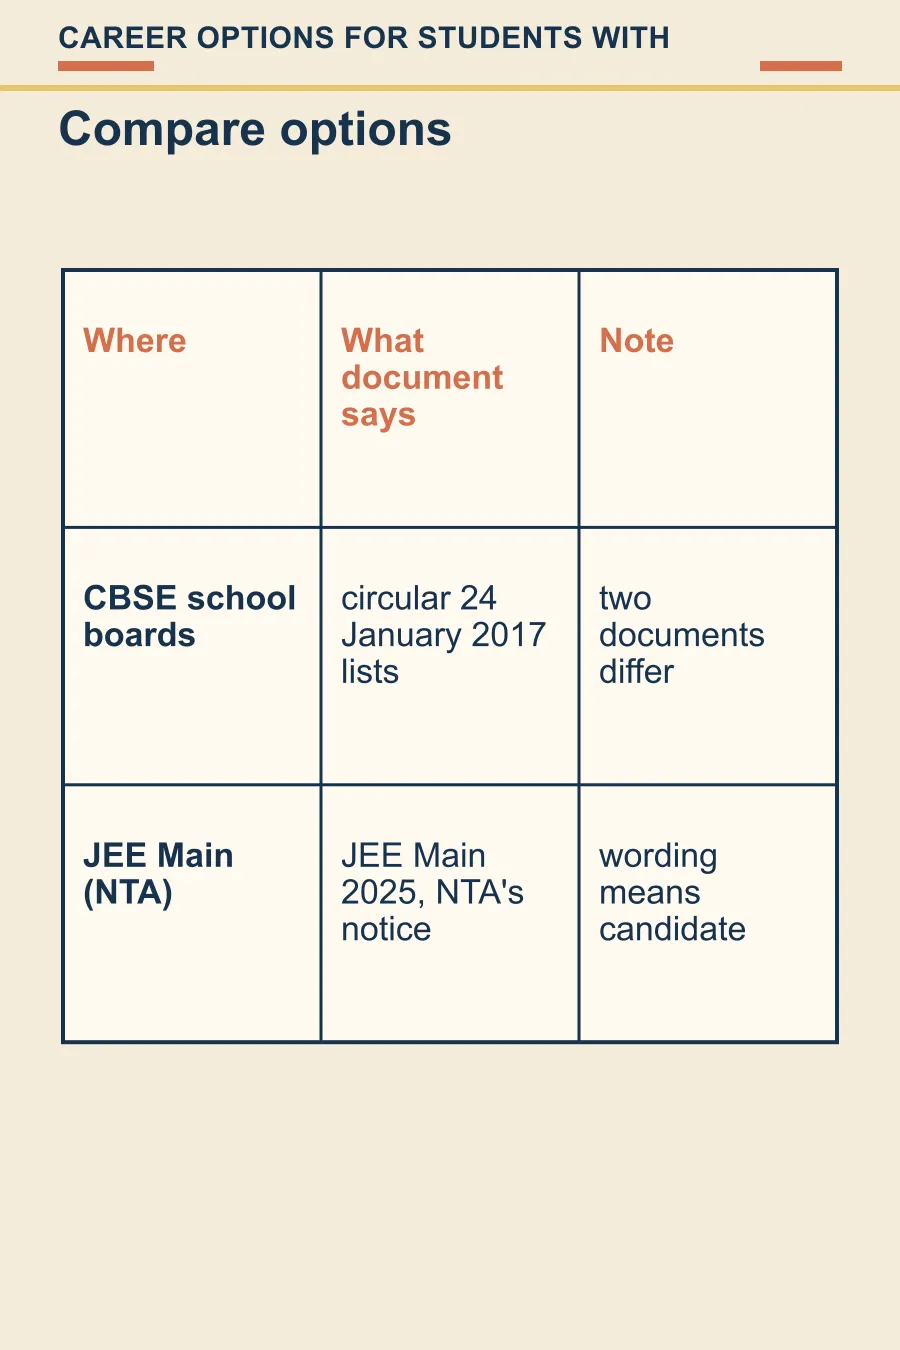 CAREER OPTIONS FOR STUDENTS WITH
Compare options
Where
What
document
says
Note
CBSE school
boards
circular 24
January 2017
lists
two
documents
differ
JEE Main
(NTA)
JEE Main
2025, NTA's
notice
wording
means
candidate